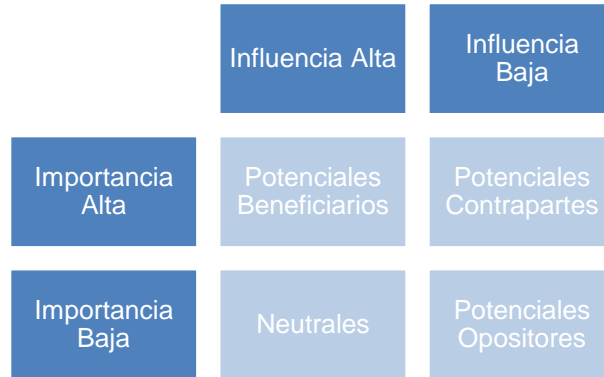 Influencia Alta
Influencia
Baja
Importancia
Alta
Potenciales
Beneficiarios
Potenciales
Contrapartes
Importancia
Baja
Neutrales
Potenciales
Opositores